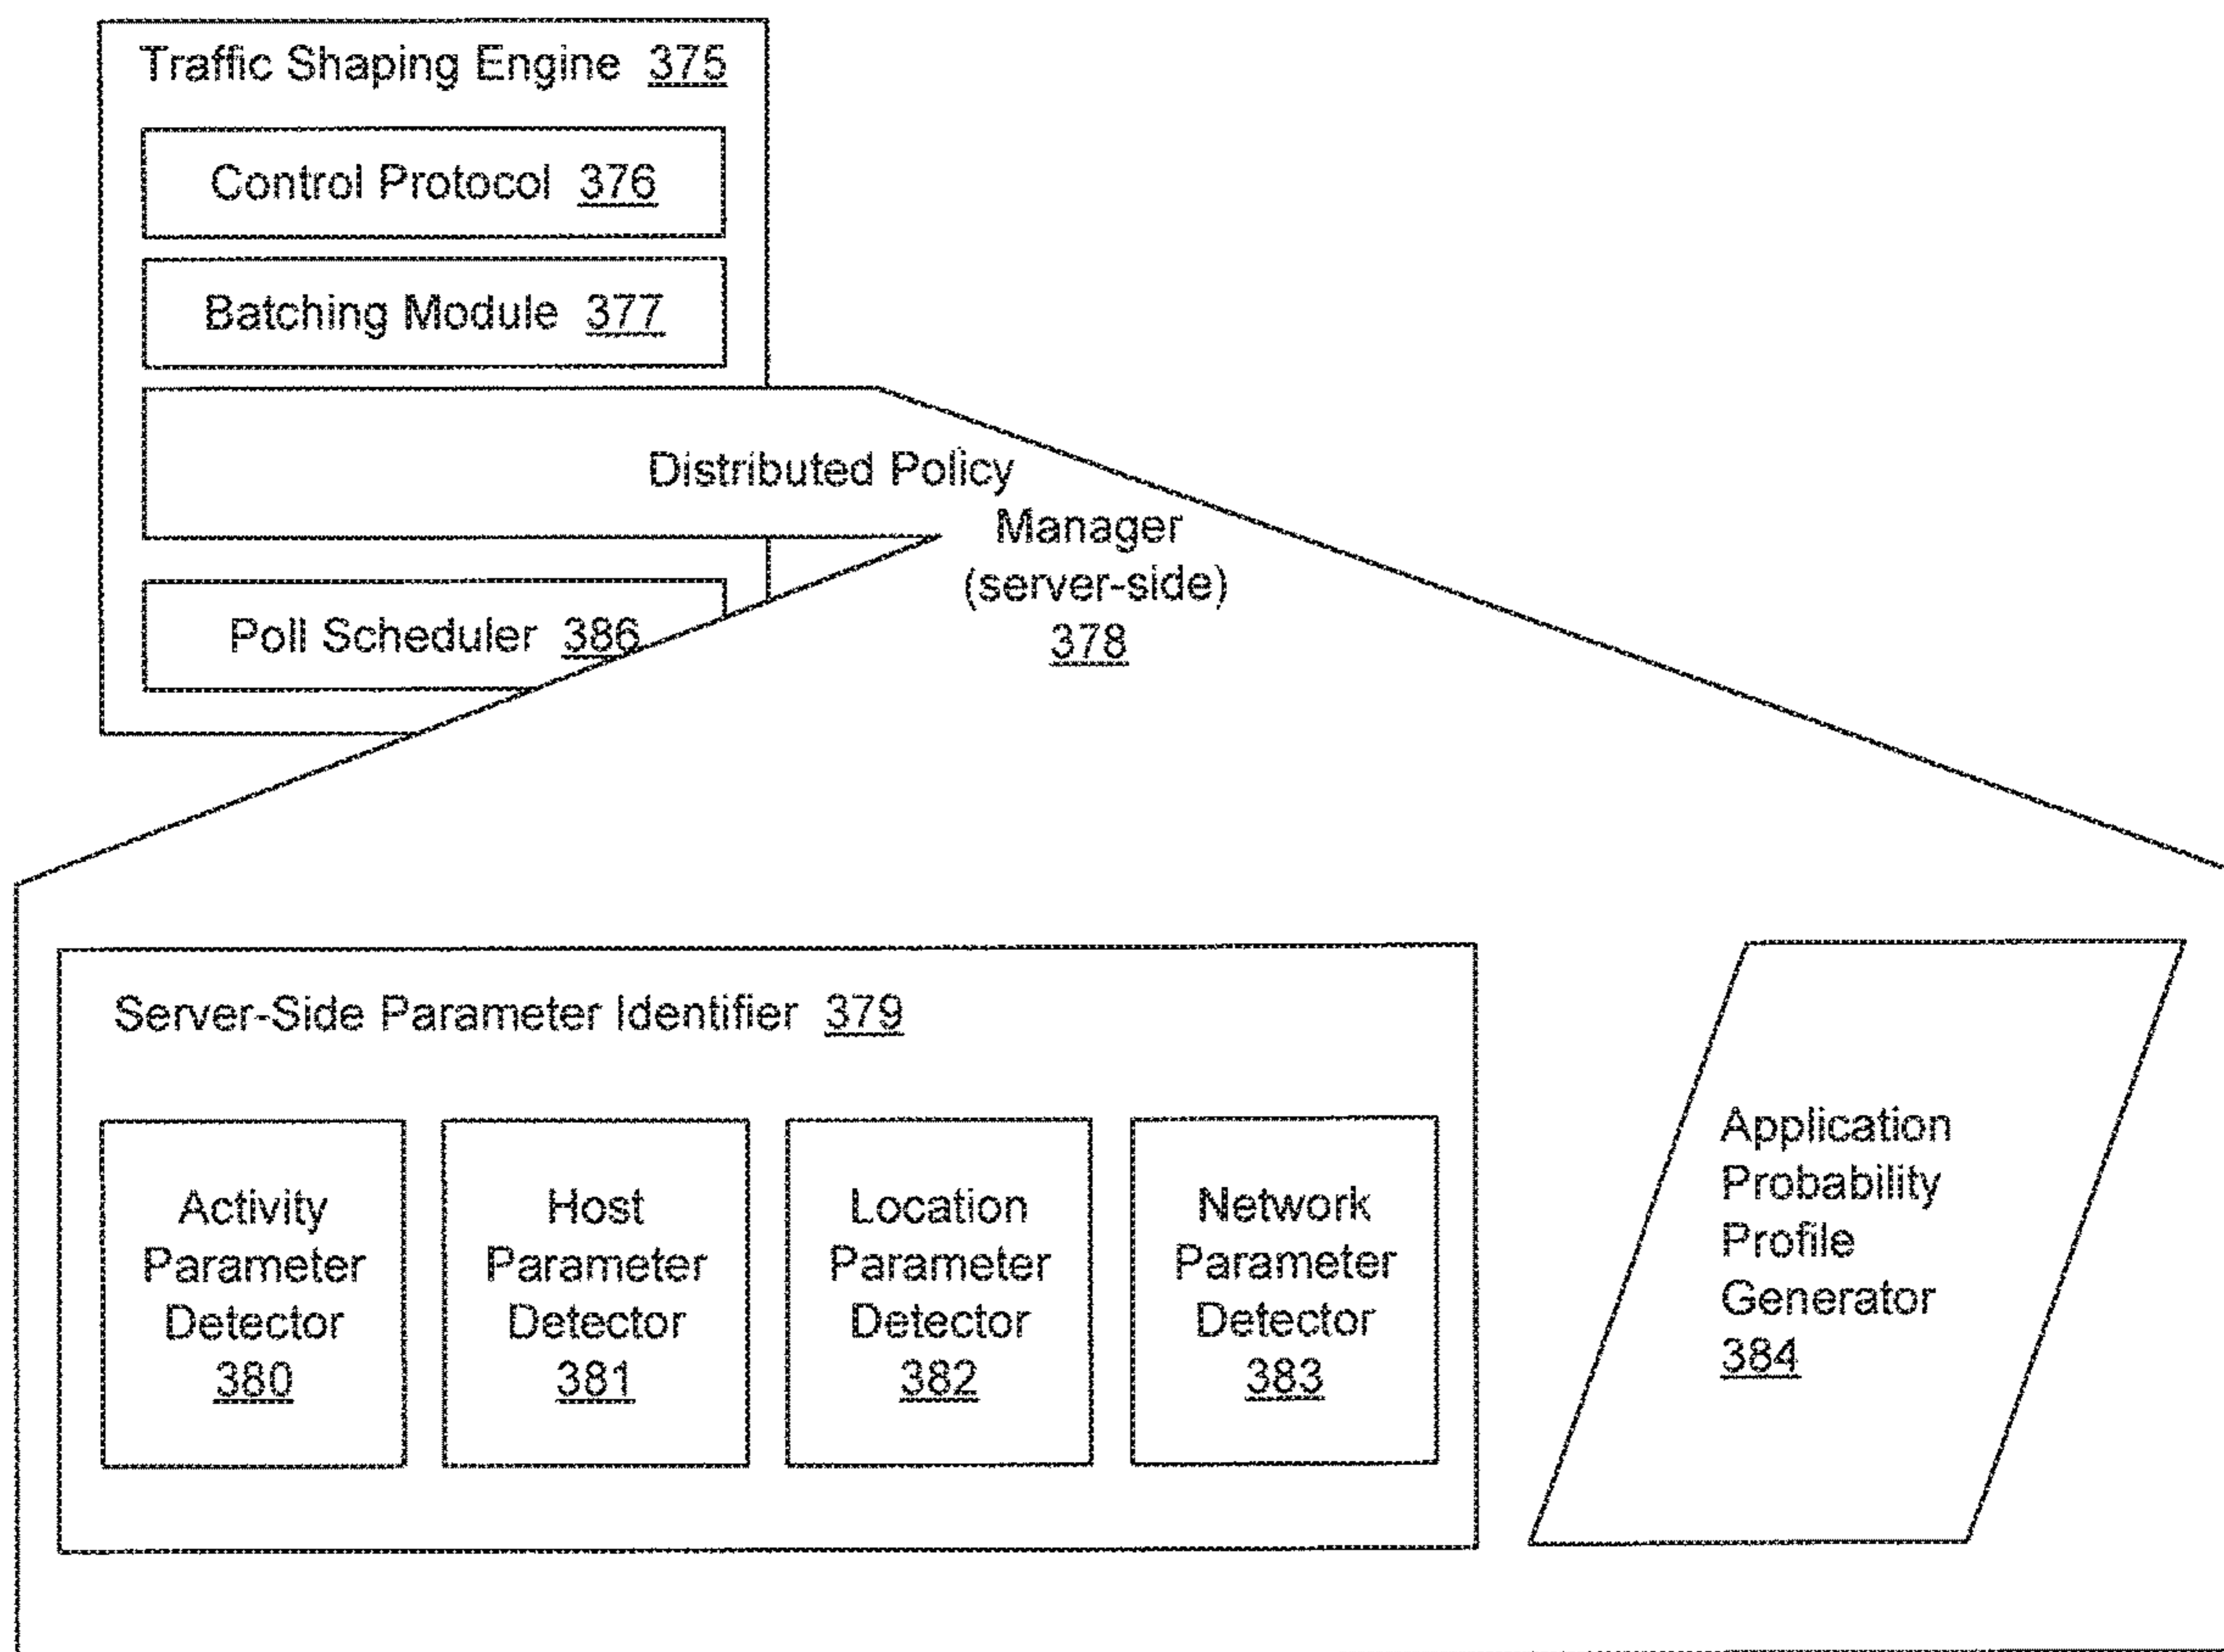 Traffic Shaping Engine 375
Control Protocol 376
Batching Module 377
Distributed Policy
Manager
(server-side)
378
Poll Scheduler 386
Server-Side Parameter Identifier 379
Activity
Parameter
Detector
380
Host
Parameter
Detector
381
Location
Parameter
Detector
382
Network
Parameter
Detector
383
Application
Probability
Profile
Generator
384